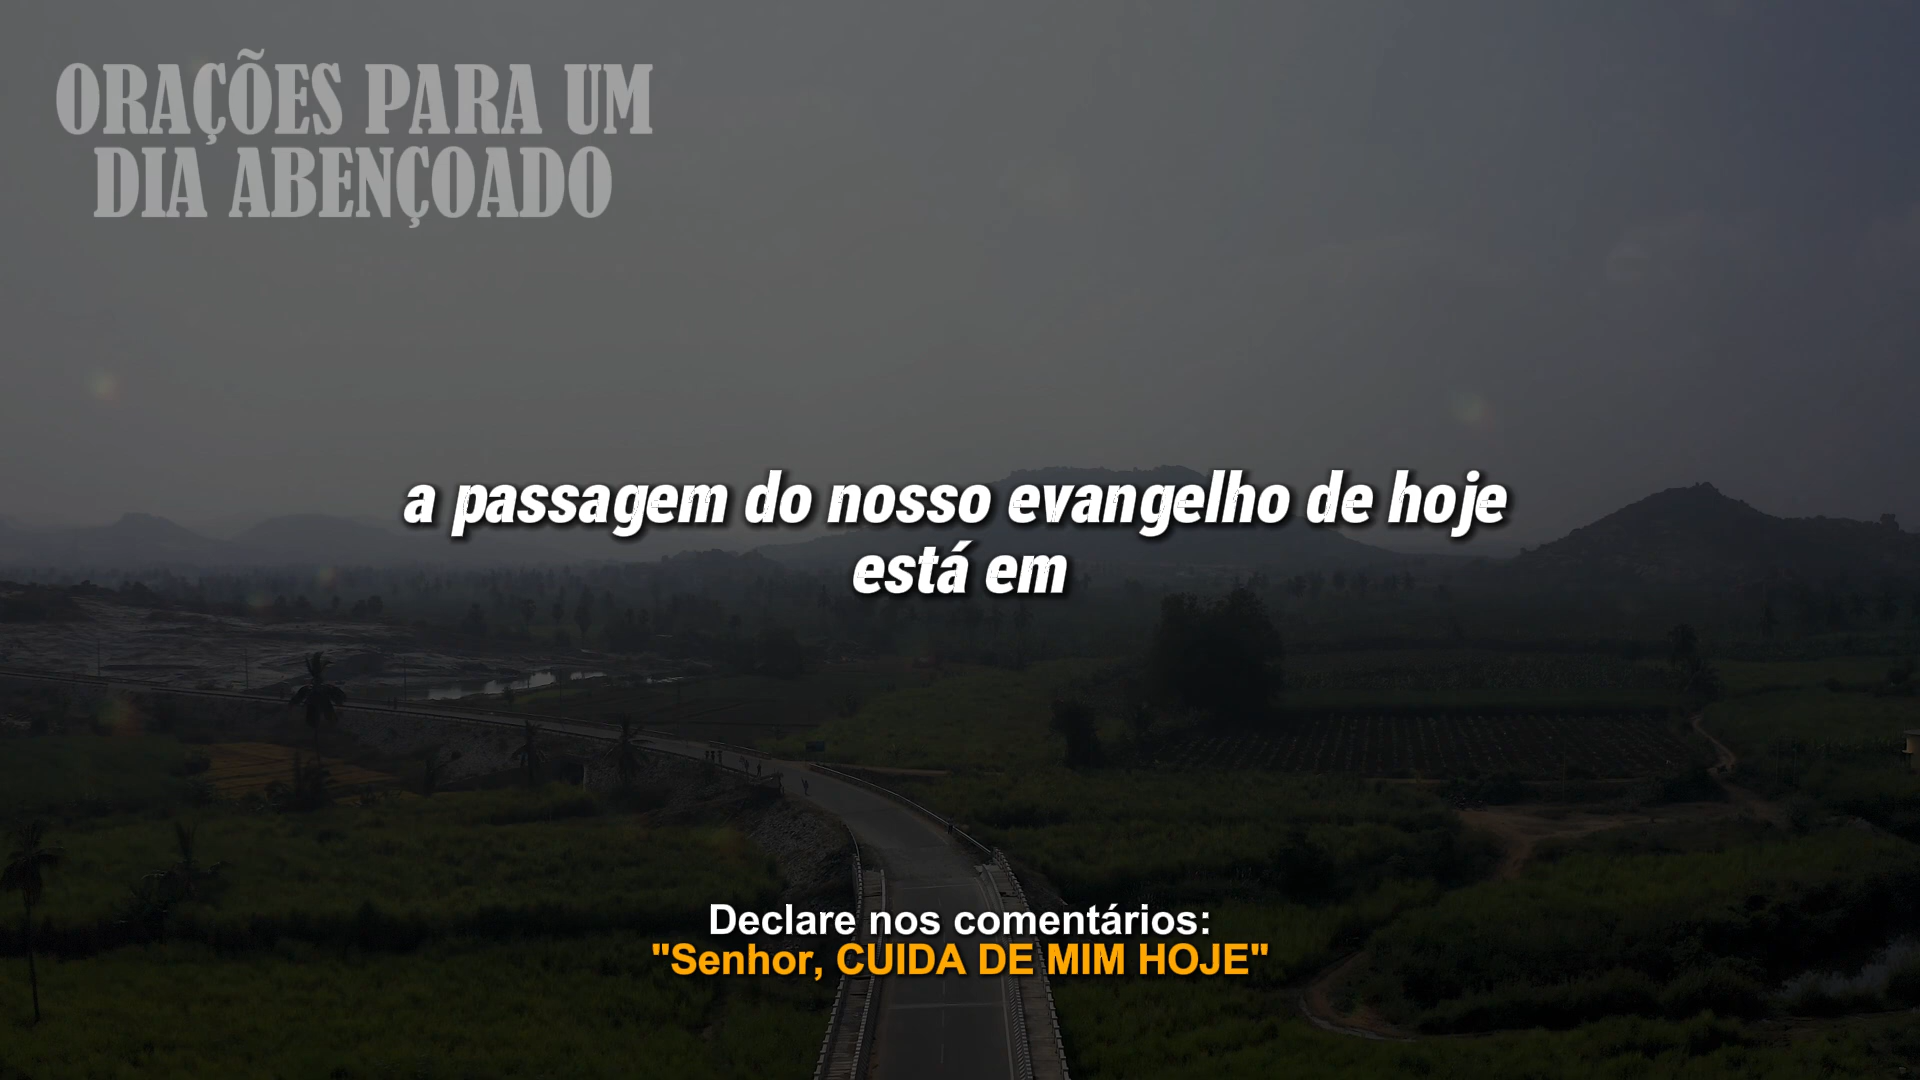 ORAÇÕES PARA UM
DIA ABENÇOADO
a passagem do nosso evangelho de hoje
está em
Declare nos comentários:
"Senhor, CUIDA DE MIM HOJE"